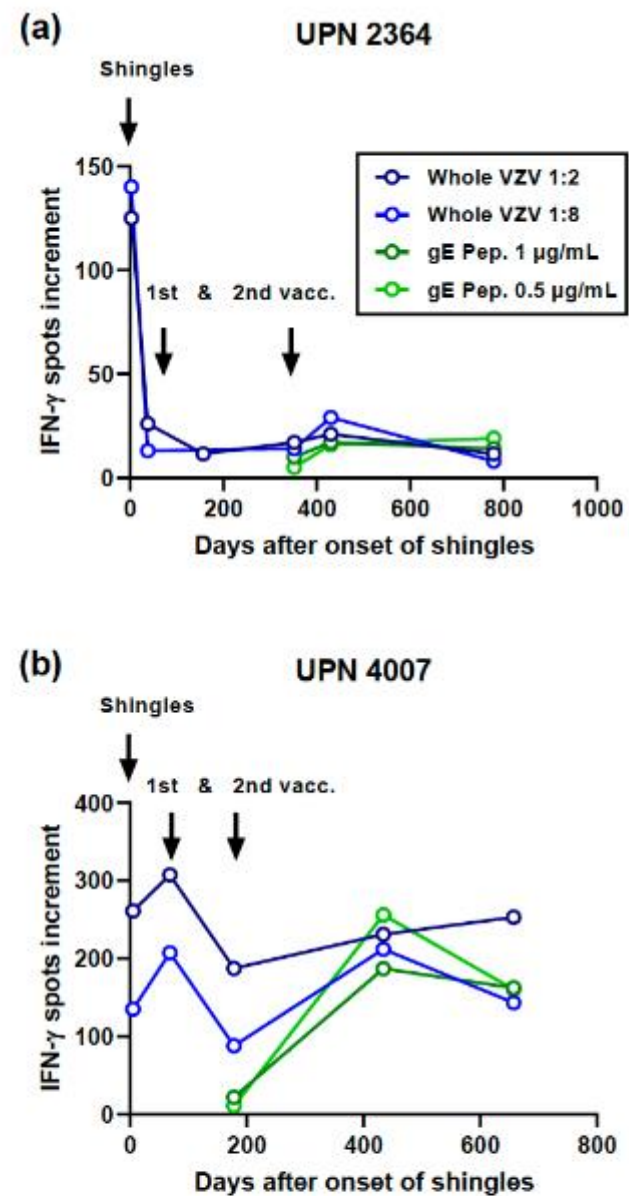 (a)
UPN 2364
Shingles
150
Whole VZV 1:2
Whole VZV 1:8
gE Pep. 1 µg/mL
gE Pep. 0.5 µg/mL
100
1st & 2nd vacc.
50
0
IFN-γ spots increment
0 200 400 600 800 1000
Days after onset of shingles
(b)
UPN 4007
Shingles
1st & 2nd vacc.
400
300
200
100
0
IFN-γ spots increment
0 200 400 600 800
Days after onset of shingles